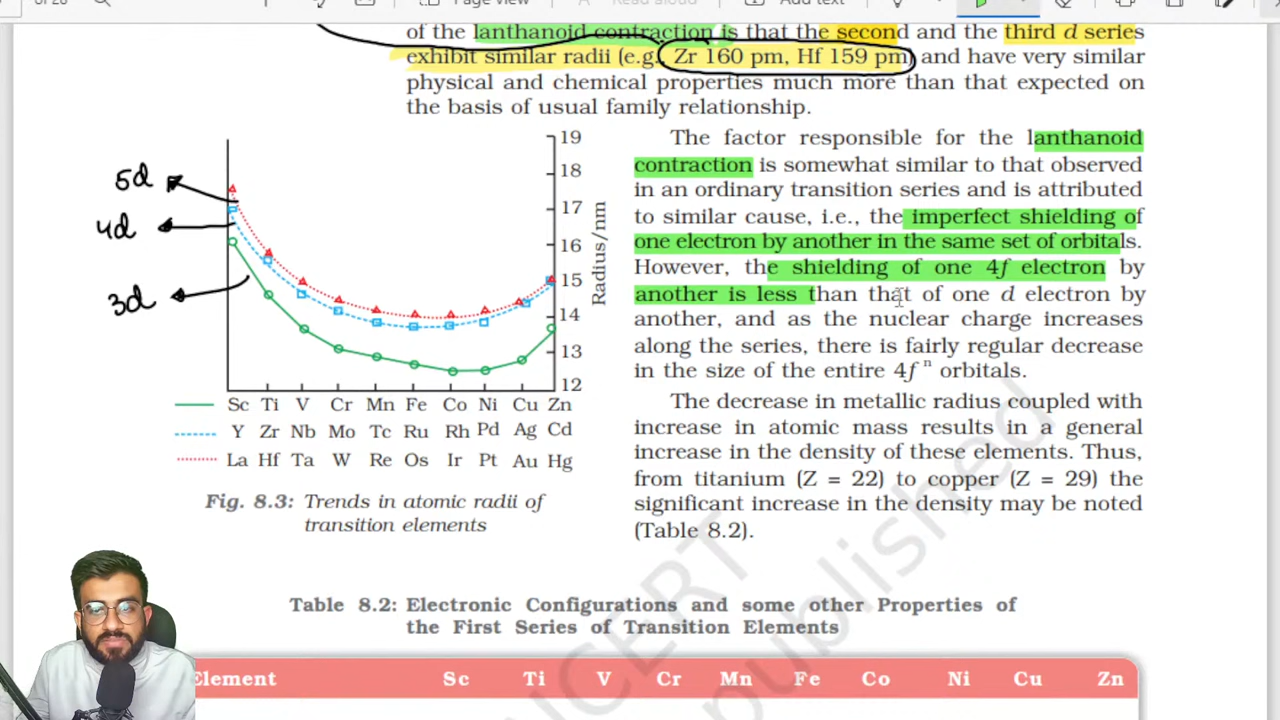 of 28
Page view
Read aloud
Add text
of the lanthanoid contraction is that the second and the third d series
exhibit similar radii (e.g., Zr 160 pm, Hf 159 pm) and have very similar
physical and chemical properties much more than that expected on
the basis of usual family relationship.
5d
4d
3d
19
18
17
16
15
14
13
12
Radius/nm
Sc Ti V Cr Mn Fe Co Ni Cu Zn
Y Zr Nb Mo Tc Ru Rh Pd Ag Cd
La Hf Ta W Re Os Ir Pt Au Hg
Fig. 8.3: Trends in atomic radii of
transition elements
The factor responsible for the lanthanoid
contraction is somewhat similar to that observed
in an ordinary transition series and is attributed
to similar cause, i.e., the imperfect shielding of
one electron by another in the same set of orbitals.
However, the shielding of one 4f electron by
another is less than that of one d electron by
another, and as the nuclear charge increases
along the series, there is fairly regular decrease
in the size of the entire 4f n orbitals.
The decrease in metallic radius coupled with
increase in atomic mass results in a general
increase in the density of these elements. Thus,
from titanium (Z = 22) to copper (Z = 29) the
significant increase in the density may be noted
(Table 8.2).
Table 8.2: Electronic Configurations and some other Properties of
the First Series of Transition Elements
Element Sc Ti V Cr Mn Fe Co Ni Cu Zn
NCERT
published